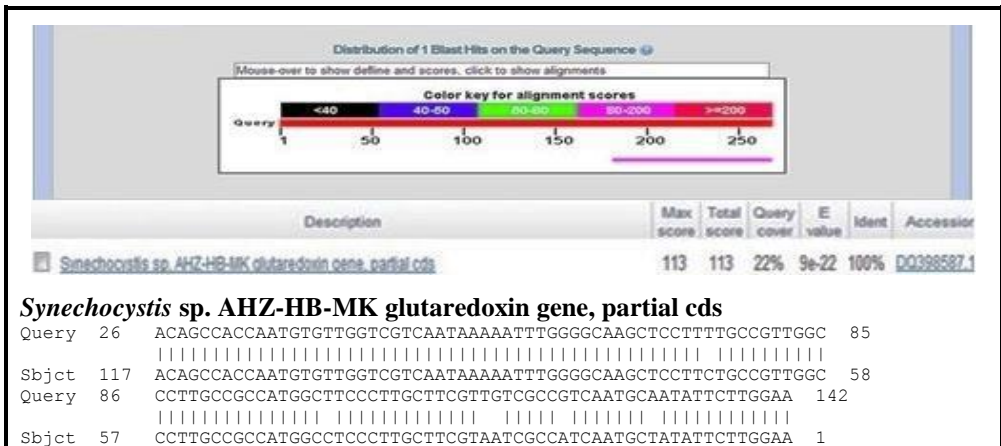 Distribution of 1 Blast Hits on the Query Sequence
Mouse-over to show define and scores, click to show alignments
Color key for alignment scores
<40 40-50 50-80 80-200 >=200
Query
1 50 100 150 200 250
Description Max score Total score Query cover E value Ident Accession
Synechocystis sp. AHZ-HB-MK glutaredoxin gene, partial cds 113 113 22% 9e-22 100% DQ398587.1
Synechocystis sp. AHZ-HB-MK glutaredoxin gene, partial cds
Query 26 ACAGCCACCAATGTGTTGGTCGTCAATAAAAATTTGGGGCAAGCTCCTTTTGCCGTTGGC 85
Sbjct 117 ACAGCCACCAATGTGTTGGTCGTCAATAAAAATTTGGGGCAAGCTCCTTCTGCCGTTGGC 58
Query 86 CCTTGCCGCCATGGCTTCCCTTGCTTCGTTGTCGCCGTCAATGCAATATTCTTGGAA 142
Sbjct 57 CCTTGCCGCCATGGCCTCCCTTGCTTCGTAATCGCCATCAATGCTATATTCTTGGAA 1